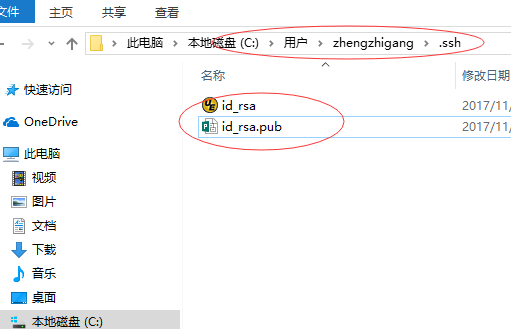 文件 主页 共享 查看
此电脑 本地磁盘 (C:) 用户 zhengzhigang .ssh
名称 修改日期
快速访问
OneDrive
此电脑
视频
图片
文档
下载
音乐
桌面
本地磁盘 (C:)
id_rsa 2017/11/
id_rsa.pub 2017/11/